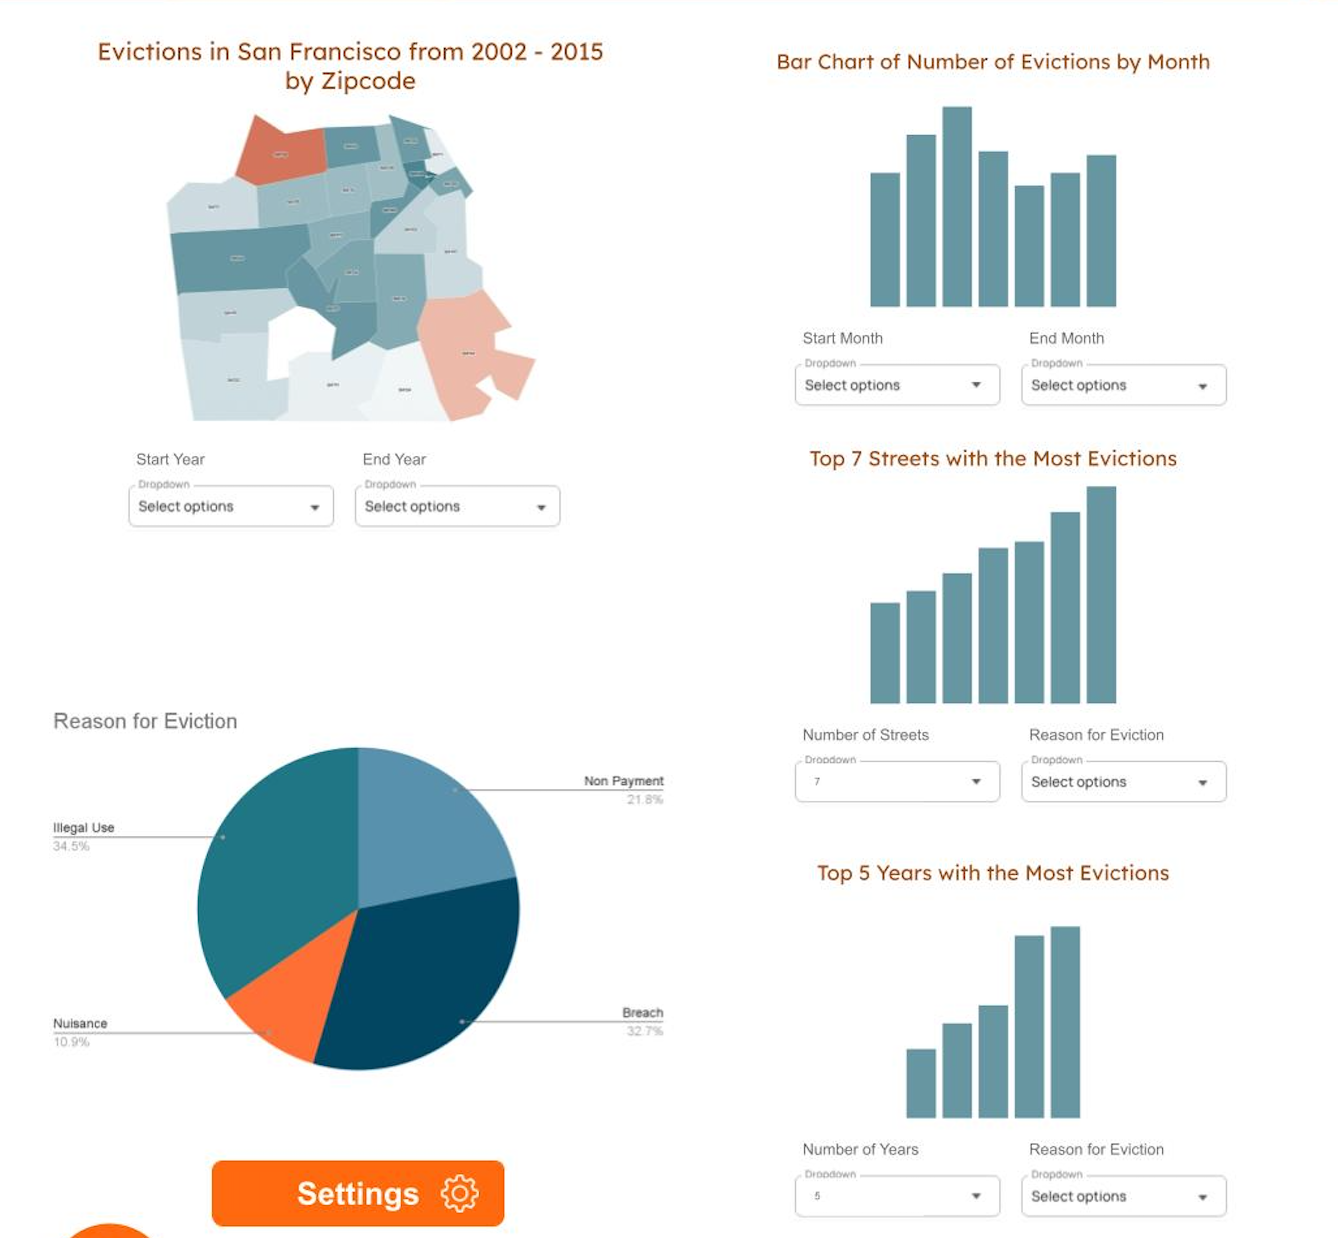 Evictions in San Francisco from 2002 - 2015
by Zipcode
Start Year
End Year
Dropdown
Select options
Dropdown
Select options
Reason for Eviction
Non Payment
21.8%
Illegal Use
34.5%
Breach
32.7%
Nuisance
10.9%
Settings
Bar Chart of Number of Evictions by Month
Start Month
End Month
Dropdown
Select options
Dropdown
Select options
Top 7 Streets with the Most Evictions
Number of Streets
Reason for Eviction
Dropdown
7
Dropdown
Select options
Top 5 Years with the Most Evictions
Number of Years
Reason for Eviction
Dropdown
5
Dropdown
Select options